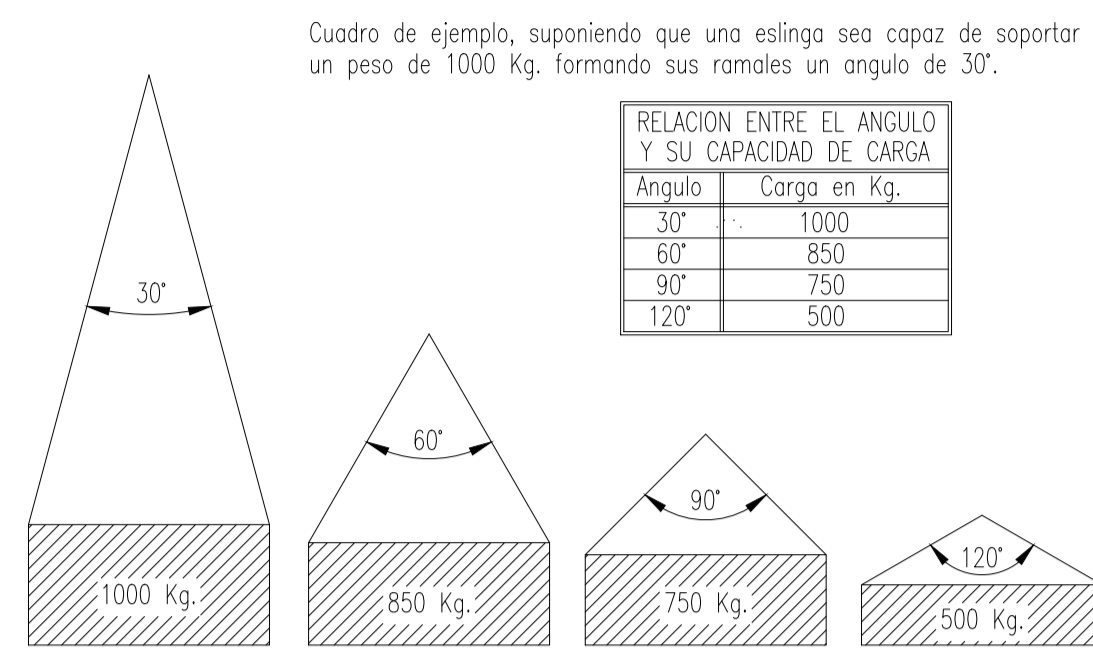 Cuadro de ejemplo, suponiendo que una eslinga sea capaz de soportar
un peso de 1000 Kg. formando sus ramales un angulo de 30°.
RELACION ENTRE EL ANGULO
Y SU CAPACIDAD DE CARGA
Angulo Carga en Kg.
30° 1000
60° 850
90° 750
120° 500
30°
60°
90°
120°
1000 Kg.
850 Kg.
750 Kg.
500 Kg.